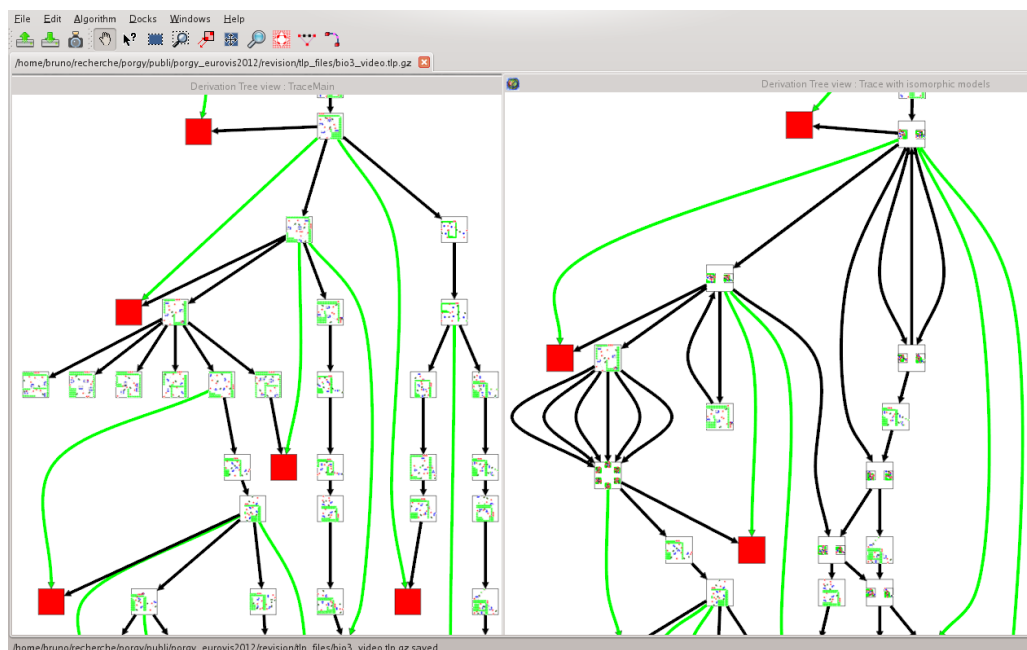 File Edit Algorithm Docks Windows Help
/home/bruno/recherche/porgy/publi/porgy_eurovis2012/revision/tlp_files/bio3_video.tlp.gz
Derivation Tree view : TraceMain
Derivation Tree view : Trace with isomorphic models
/home/bruno/recherche/porgy/publi/porgy_eurovis2012/revision/tlp_files/bio3_video.tlp.gz saved